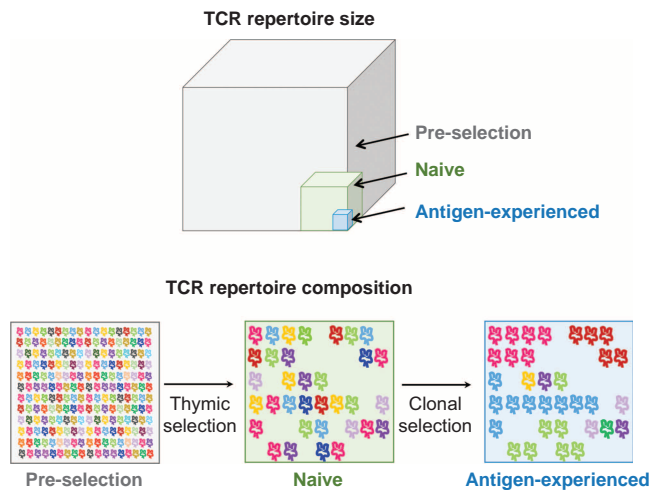 TCR repertoire size
Pre-selection
Naive
Antigen-experienced
TCR repertoire composition
Thymic
selection
Clonal
selection
Pre-selection
Naive
Antigen-experienced